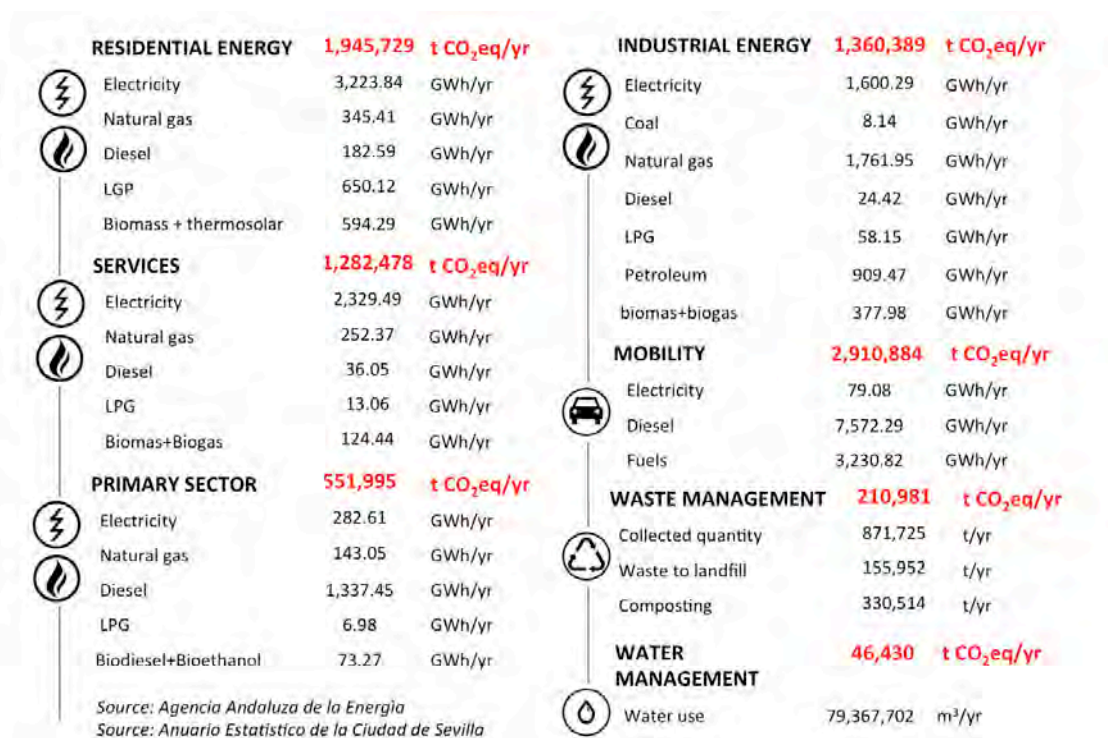 RESIDENTIAL ENERGY 1,945,729 t CO₂eq/yr
Electricity 3,223.84 GWh/yr
Natural gas 345.41 GWh/yr
Diesel 182.59 GWh/yr
LGP 650.12 GWh/yr
Biomass + thermosolar 594.29 GWh/yr
SERVICES 1,282,478 t CO₂eq/yr
Electricity 2,329.49 GWh/yr
Natural gas 252.37 GWh/yr
Diesel 36.05 GWh/yr
LPG 13.06 GWh/yr
Biomas+Biogas 124.44 GWh/yr
PRIMARY SECTOR 551,995 t CO₂eq/yr
Electricity 282.61 GWh/yr
Natural gas 143.05 GWh/yr
Diesel 1,337.45 GWh/yr
LPG 6.98 GWh/yr
Biodiesel+Bioethanol 73.27 GWh/yr
Source: Agencia Andaluza de la Energia
Source: Anuario Estatistico de la Ciudad de Sevilla
INDUSTRIAL ENERGY 1,360,389 t CO₂eq/yr
Electricity 1,600.29 GWh/yr
Coal 8.14 GWh/yr
Natural gas 1,761.95 GWh/yr
Diesel 24.42 GWh/yr
LPG 58.15 GWh/yr
Petroleum 909.47 GWh/yr
biomas+biogas 377.98 GWh/yr
MOBILITY 2,910,884 t CO₂eq/yr
Electricity 79.08 GWh/yr
Diesel 7,572.29 GWh/yr
Fuels 3,230.82 GWh/yr
WASTE MANAGEMENT 210,981 t CO₂eq/yr
Collected quantity 871,725 t/yr
Waste to landfill 155,952 t/yr
Composting 330,514 t/yr
WATER 46,430 t CO₂eq/yr
MANAGEMENT
Water use 79,367,702 m³/yr